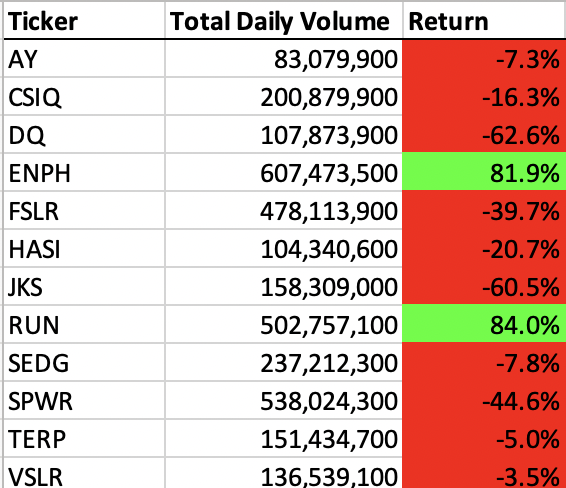 Ticker Total Daily Volume Return
AY 83,079,900 -7.3%
CSIQ 200,879,900 -16.3%
DQ 107,873,900 -62.6%
ENPH 607,473,500 81.9%
FSLR 478,113,900 -39.7%
HASI 104,340,600 -20.7%
JKS 158,309,000 -60.5%
RUN 502,757,100 84.0%
SEDG 237,212,300 -7.8%
SPWR 538,024,300 -44.6%
TERP 151,434,700 -5.0%
VSLR 136,539,100 -3.5%